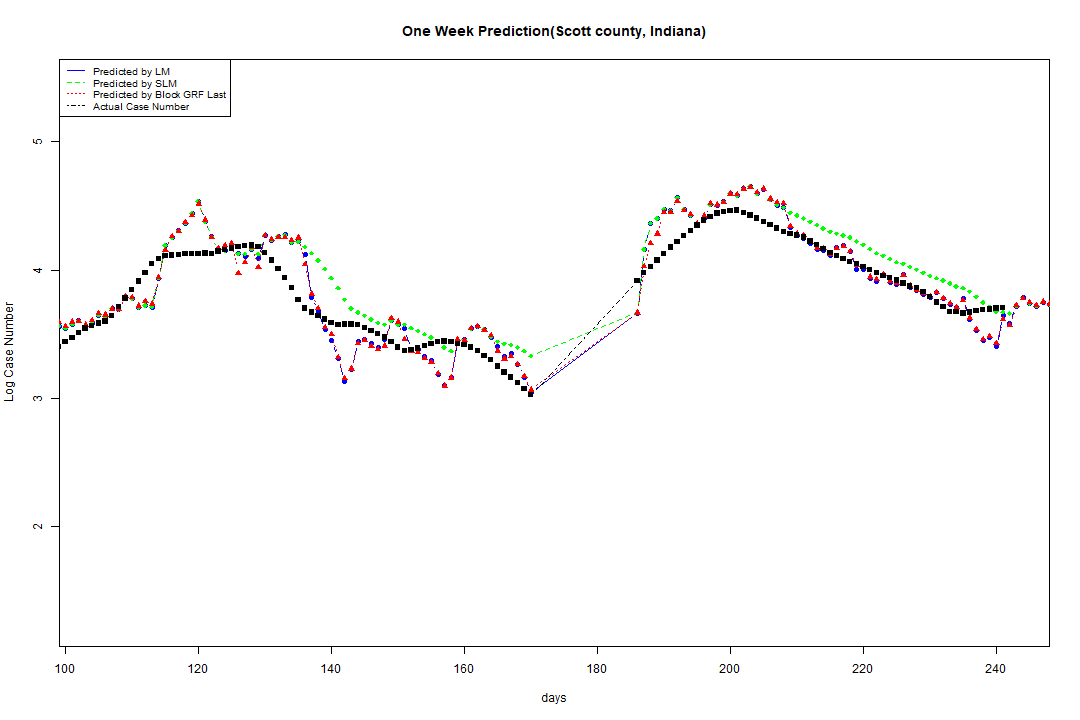 One Week Prediction(Scott county, Indiana)
Predicted by LM
Predicted by SLM
Predicted by Block GRF Last
Actual Case Number
5
4
3
2
Log Case Number
100 120 140 160 180 200 220 240
days